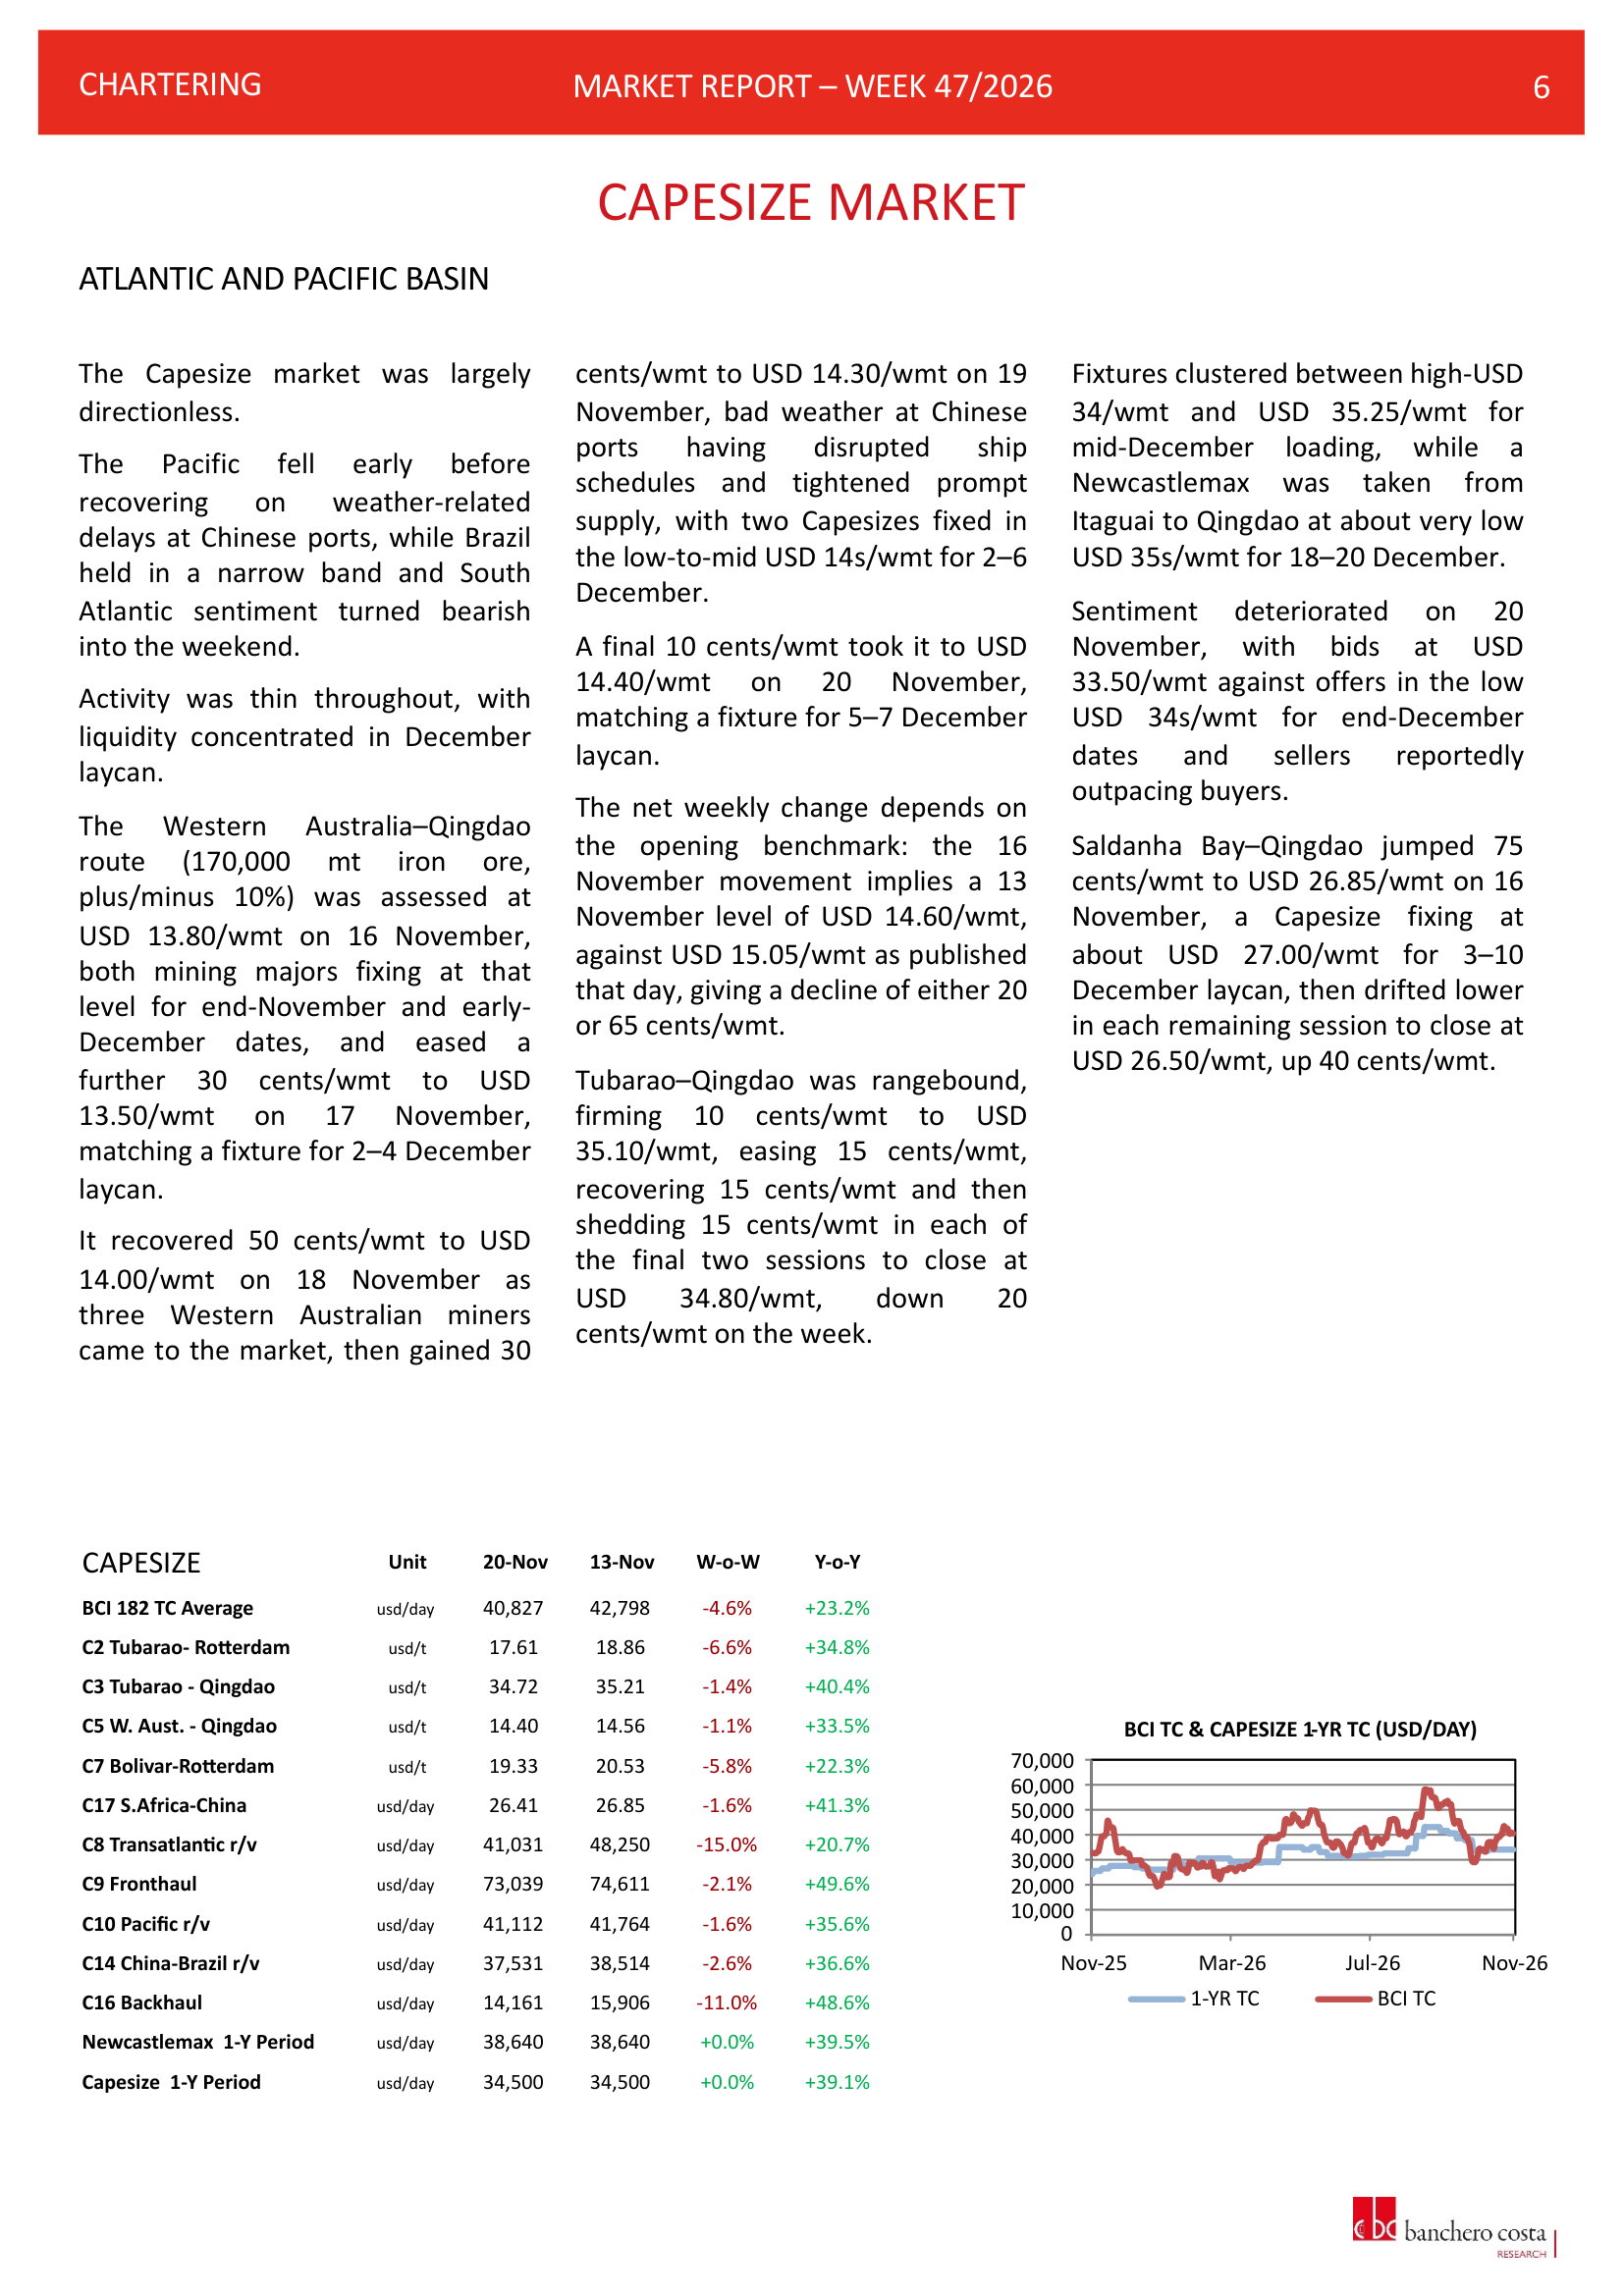 CHARTERING
MARKET REPORT – WEEK 47/2026
6
CAPESIZE MARKET
ATLANTIC AND PACIFIC BASIN
The Capesize market was largely
directionless.
The Pacific fell early before
recovering on weather-related
delays at Chinese ports, while Brazil
held in a narrow band and South
Atlantic sentiment turned bearish
into the weekend.
Activity was thin throughout, with
liquidity concentrated in December
laycan.
The Western Australia–Qingdao
route (170,000 mt iron ore,
plus/minus 10%) was assessed at
USD 13.80/wmt on 16 November,
both mining majors fixing at that
level for end-November and early-
December dates, and eased a
further 30 cents/wmt to USD
13.50/wmt on 17 November,
matching a fixture for 2–4 December
laycan.
It recovered 50 cents/wmt to USD
14.00/wmt on 18 November as
three Western Australian miners
came to the market, then gained 30
cents/wmt to USD 14.30/wmt on 19
November, bad weather at Chinese
ports having disrupted ship
schedules and tightened prompt
supply, with two Capesizes fixed in
the low-to-mid USD 14s/wmt for 2–6
December.
A final 10 cents/wmt took it to USD
14.40/wmt on 20 November,
matching a fixture for 5–7 December
laycan.
The net weekly change depends on
the opening benchmark: the 16
November movement implies a 13
November level of USD 14.60/wmt,
against USD 15.05/wmt as published
that day, giving a decline of either 20
or 65 cents/wmt.
Tubarao–Qingdao was rangebound,
firming 10 cents/wmt to USD
35.10/wmt, easing 15 cents/wmt,
recovering 15 cents/wmt and then
shedding 15 cents/wmt in each of
the final two sessions to close at
USD 34.80/wmt, down 20
cents/wmt on the week.
Fixtures clustered between high-USD
34/wmt and USD 35.25/wmt for
mid-December loading, while a
Newcastlemax was taken from
Itaguai to Qingdao at about very low
USD 35s/wmt for 18–20 December.
Sentiment deteriorated on 20
November, with bids at USD
33.50/wmt against offers in the low
USD 34s/wmt for end-December
dates and sellers reportedly
outpacing buyers.
Saldanha Bay–Qingdao jumped 75
cents/wmt to USD 26.85/wmt on 16
November, a Capesize fixing at
about USD 27.00/wmt for 3–10
December laycan, then drifted lower
in each remaining session to close at
USD 26.50/wmt, up 40 cents/wmt.
CAPESIZE Unit 20-Nov 13-Nov W-o-W Y-o-Y
BCI 182 TC Average usd/day 40,827 42,798 -4.6% +23.2%
C2 Tubarao- Rotterdam usd/t 17.61 18.86 -6.6% +34.8%
C3 Tubarao - Qingdao usd/t 34.72 35.21 -1.4% +40.4%
C5 W. Aust. - Qingdao usd/t 14.40 14.56 -1.1% +33.5%
C7 Bolivar-Rotterdam usd/t 19.33 20.53 -5.8% +22.3%
C17 S.Africa-China usd/day 26.41 26.85 -1.6% +41.3%
C8 Transatlantic r/v usd/day 41,031 48,250 -15.0% +20.7%
C9 Fronthaul usd/day 73,039 74,611 -2.1% +49.6%
C10 Pacific r/v usd/day 41,112 41,764 -1.6% +35.6%
C14 China-Brazil r/v usd/day 37,531 38,514 -2.6% +36.6%
C16 Backhaul usd/day 14,161 15,906 -11.0% +48.6%
Newcastlemax 1-Y Period usd/day 38,640 38,640 +0.0% +39.5%
Capesize 1-Y Period usd/day 34,500 34,500 +0.0% +39.1%
BCI TC & CAPESIZE 1-YR TC (USD/DAY)
70,000
60,000
50,000
40,000
30,000
20,000
10,000
0
Nov-25 Mar-26 Jul-26 Nov-26
1-YR TC BCI TC
bc banchero costa
RESEARCH